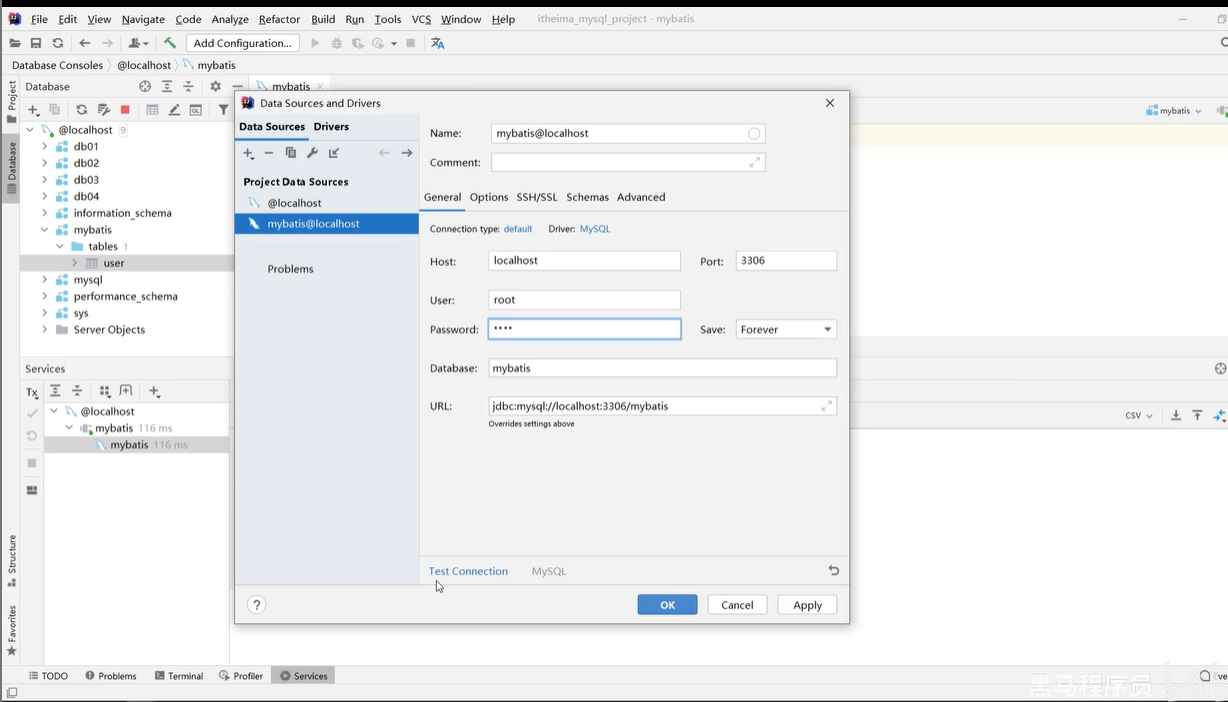 File Edit View Navigate Code Analyze Refactor Build Run Tools VCS Window Help itheima_mysql_project - mybatis
Add Configuration...
Database Consoles @localhost mybatis
Project
Database
mybatis
mybatis
@localhost 9
db01
db02
db03
db04
information_schema
mybatis
tables 1
user
mysql
performance_schema
sys
Server Objects
Database
Data Sources and Drivers
Data Sources Drivers
Project Data Sources
@localhost
mybatis@localhost
Problems
Name: mybatis@localhost
Comment:
General Options SSH/SSL Schemas Advanced
Connection type: default Driver: MySQL
Host: localhost Port: 3306
User: root
Password: •••• Save: Forever
Database: mybatis
URL: jdbc:mysql://localhost:3306/mybatis
Overrides settings above
Test Connection MySQL
? OK Cancel Apply
Services
Tx
@localhost
mybatis 116 ms
mybatis 116 ms
CSV
Structure
Favorites
TODO Problems Terminal Profiler Services
黑马程序员